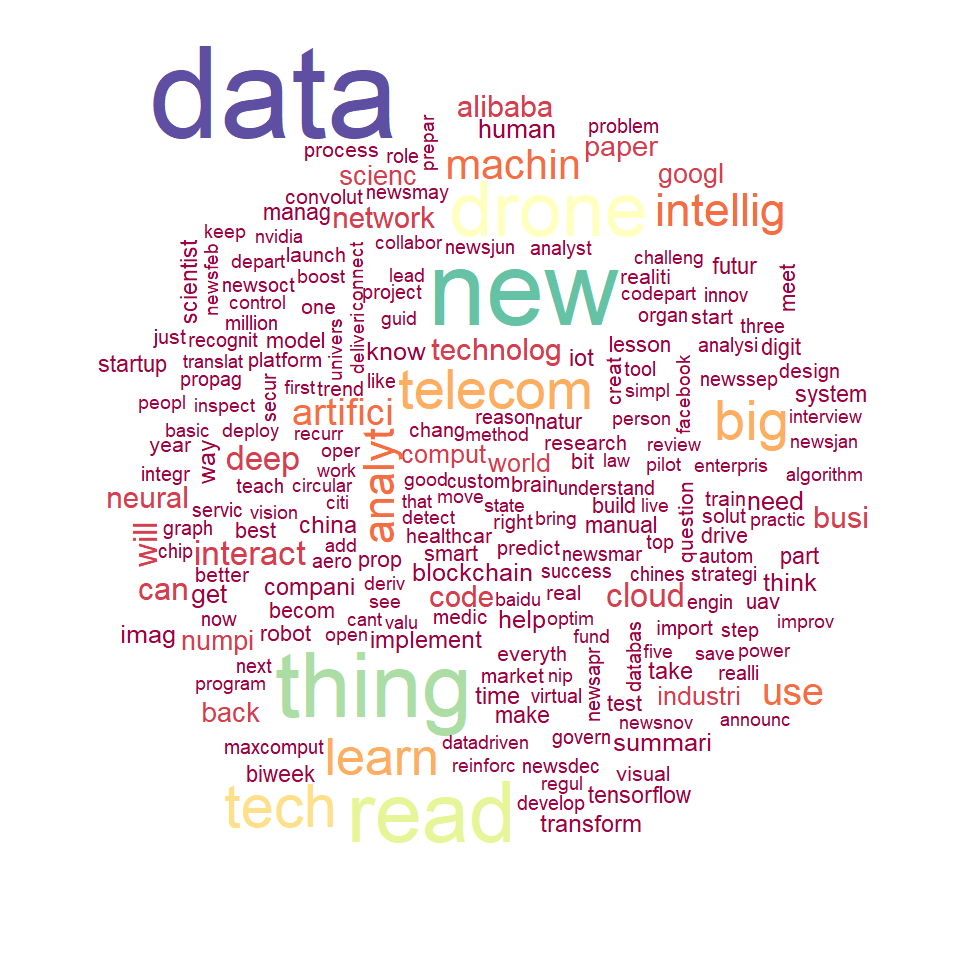 data
alibaba
human
prepar
problem
process
role
paper
machin
scienc
googl
convolut
newsmay
drone
intellig
manag
network
keep
nvidia
collabor
newsjun
analyst
scientist
newsfeb
depart
launch
connect
new
challeng
futur
meet
newsoct
boost
lead
realiti
control
one
deliveri
project
codepart
innov
million
guid
organ
start
three
just
recognit
model
univers
know
technolog
iot
lesson
analysi
digit
startup
translat
platform
creat
tool
facebook
newssep
design
propag
secur
first
trend
like
telecom
simpl
system
peopl
inspect
artifici
reason
natur
person
big
interview
basic
deploy
recurr
oper
analyt
chang
method
research
review
newsjan
year
way
deep
comput
world
bit
law
pilot
enterpris
integr
work
algorithm
teach
circular
good
custom
brain
understand
neural
citi
that
move
state
build
live
question
train
need
servic
vision
detect
right
bring
manual
solut
practic
busi
will
graph
best
china
healthcar
top
drive
chip
interact
add
smart
predict
newsmar
autom
part
better
aero
prop
blockchain
success
chines
strategi
think
can
get
compani
deriv
code
baidu
real
cloud
engin
uav
now
becom
see
valu
medic
help
optim
import
step
improv
imag
numpi
robot
open
cant
implement
fund
databas
five
save
power
next
thing
everyth
newsapr
take
realli
program
market
nip
time
virtual
test
industri
use
back
make
newsnov
announc
maxcomput
learn
datadriven
govern
summari
biweek
reinforc
newsdec
visual
tech
read
regul
tensorflow
develop
transform